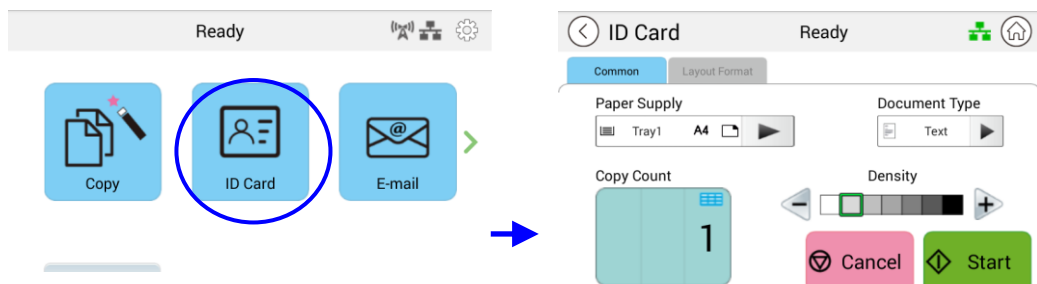 Ready
Copy
ID Card
E-mail
ID Card
Ready
Common
Layout Format
Paper Supply
Document Type
Tray1 A4
Text
Copy Count
Density
1
Cancel
Start